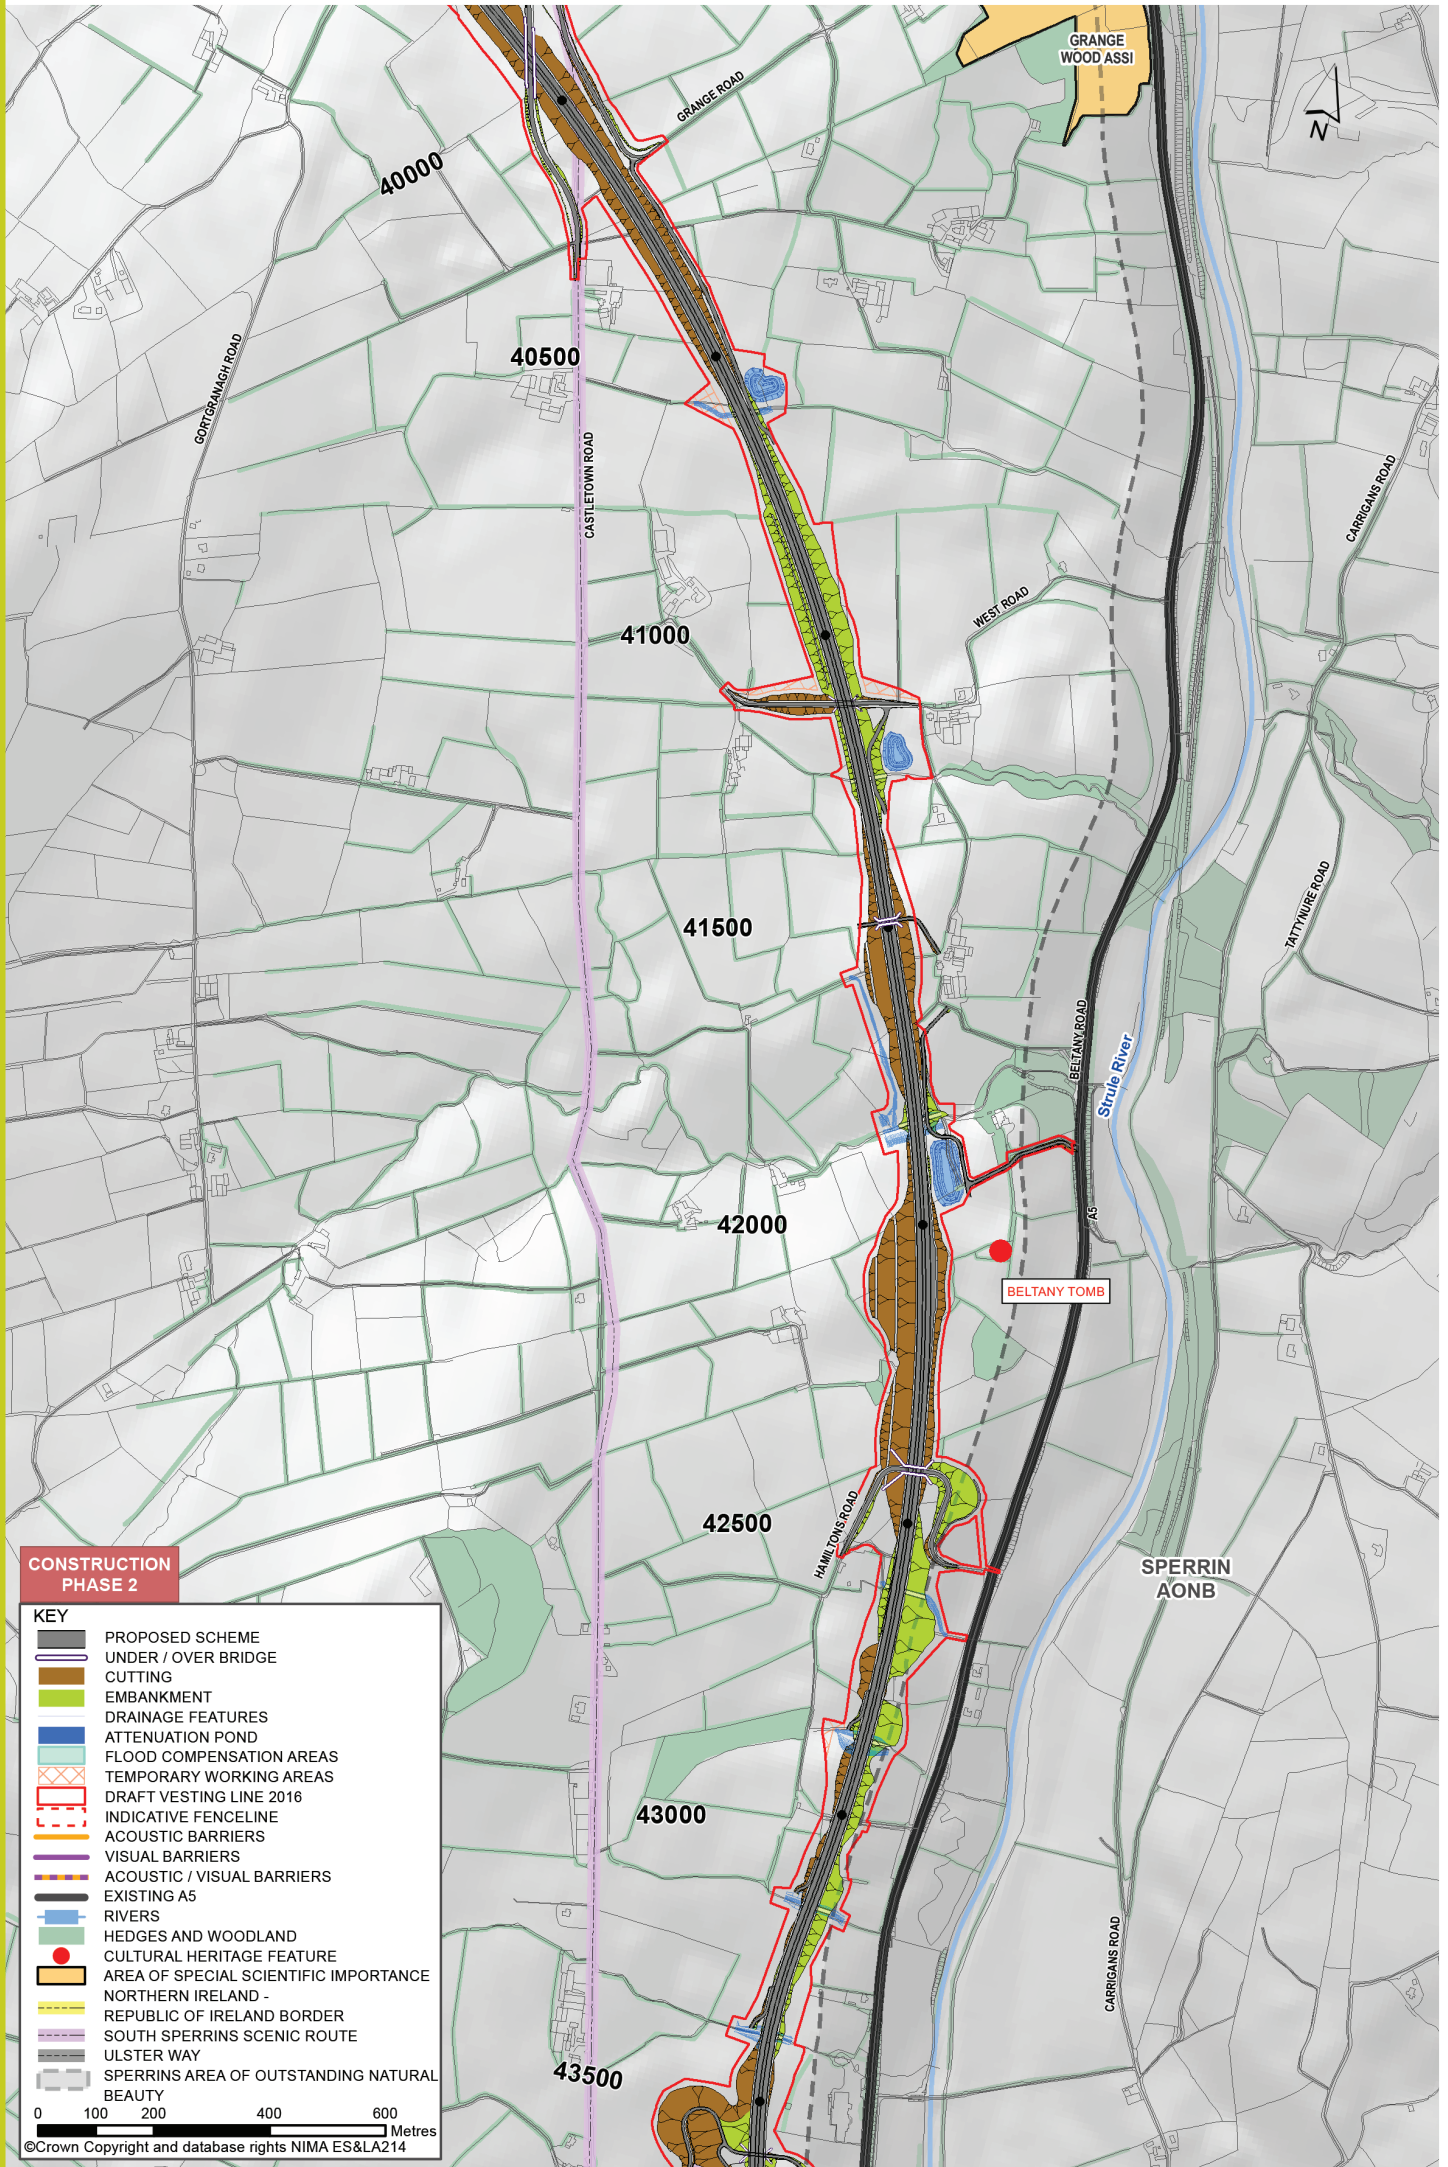 GRANGE
WOOD ASSI
N
GRANGE ROAD
40000
40500
GORTGRANAGH ROAD
CASTLETOWN ROAD
CARRIGANS ROAD
WEST ROAD
41000
41500
TATTYNURE ROAD
BELTANY ROAD
Strule River
42000
A5
BELTANY TOMB
HAMILTONS ROAD
42500
SPERRIN
AONB
43000
CARRIGANS ROAD
43500
CONSTRUCTION
PHASE 2
KEY
PROPOSED SCHEME
UNDER / OVER BRIDGE
CUTTING
EMBANKMENT
DRAINAGE FEATURES
ATTENUATION POND
FLOOD COMPENSATION AREAS
TEMPORARY WORKING AREAS
DRAFT VESTING LINE 2016
INDICATIVE FENCELINE
ACOUSTIC BARRIERS
VISUAL BARRIERS
ACOUSTIC / VISUAL BARRIERS
EXISTING A5
RIVERS
HEDGES AND WOODLAND
CULTURAL HERITAGE FEATURE
AREA OF SPECIAL SCIENTIFIC IMPORTANCE
NORTHERN IRELAND -
REPUBLIC OF IRELAND BORDER
SOUTH SPERRINS SCENIC ROUTE
ULSTER WAY
SPERRINS AREA OF OUTSTANDING NATURAL
BEAUTY
0 100 200 400 600
Metres
©Crown Copyright and database rights NIMA ES&LA214